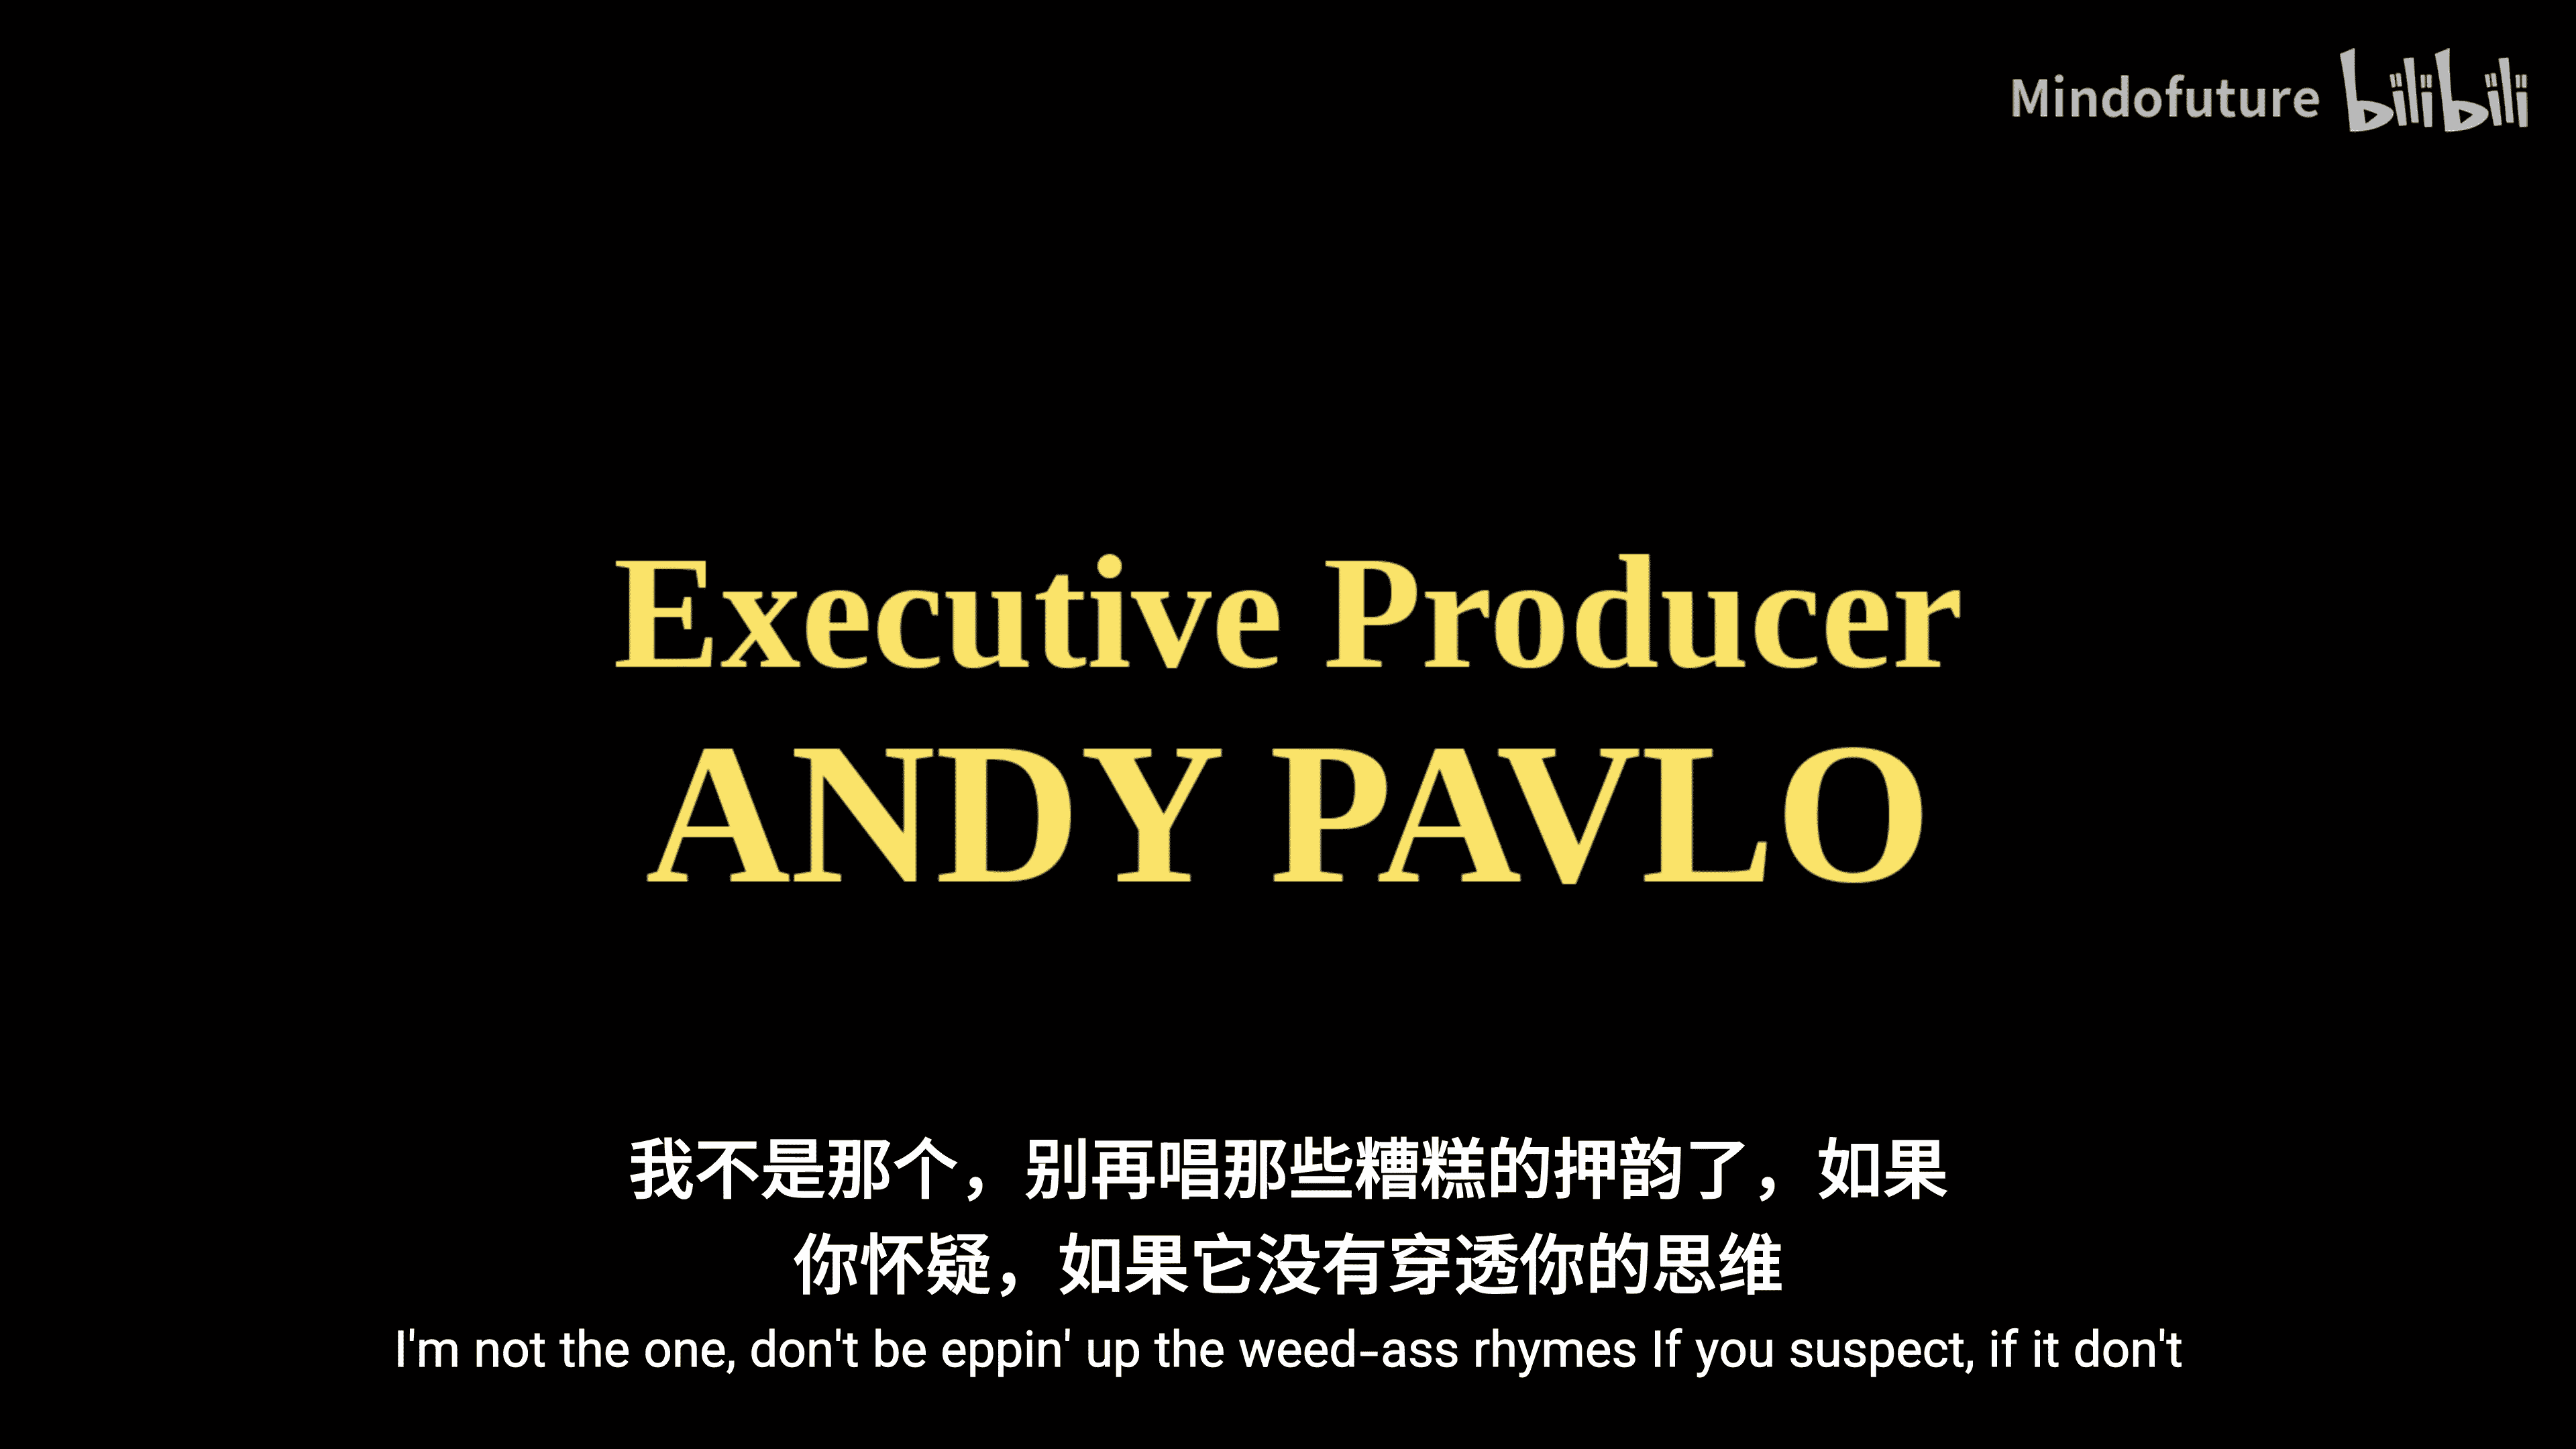 Mindofuture bilibili
Executive Producer
ANDY PAVLO
我不是那个，别再唱那些糟糕的押韵了，如果
你怀疑，如果它没有穿透你的思维
I'm not the one, don't be eppin' up the weed-ass rhymes If you suspect, if it don't